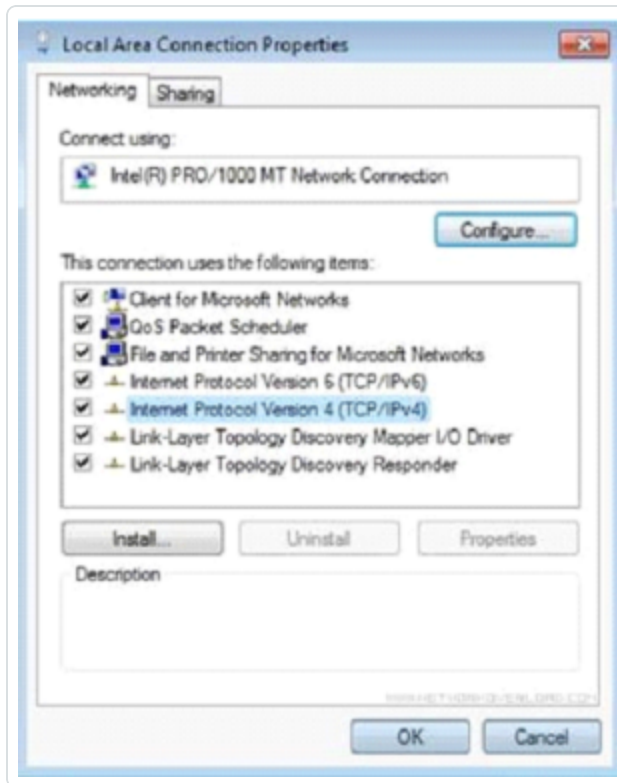 Local Area Connection Properties
Networking
Sharing
Connect using:
Intel(R) PRO/1000 MT Network Connection
Configure...
This connection uses the following items:
Client for Microsoft Networks
QoS Packet Scheduler
File and Printer Sharing for Microsoft Networks
Internet Protocol Version 6 (TCP/IPv6)
Internet Protocol Version 4 (TCP/IPv4)
Link-Layer Topology Discovery Mapper I/O Driver
Link-Layer Topology Discovery Responder
Install...
Uninstall
Properties
Description
OK
Cancel